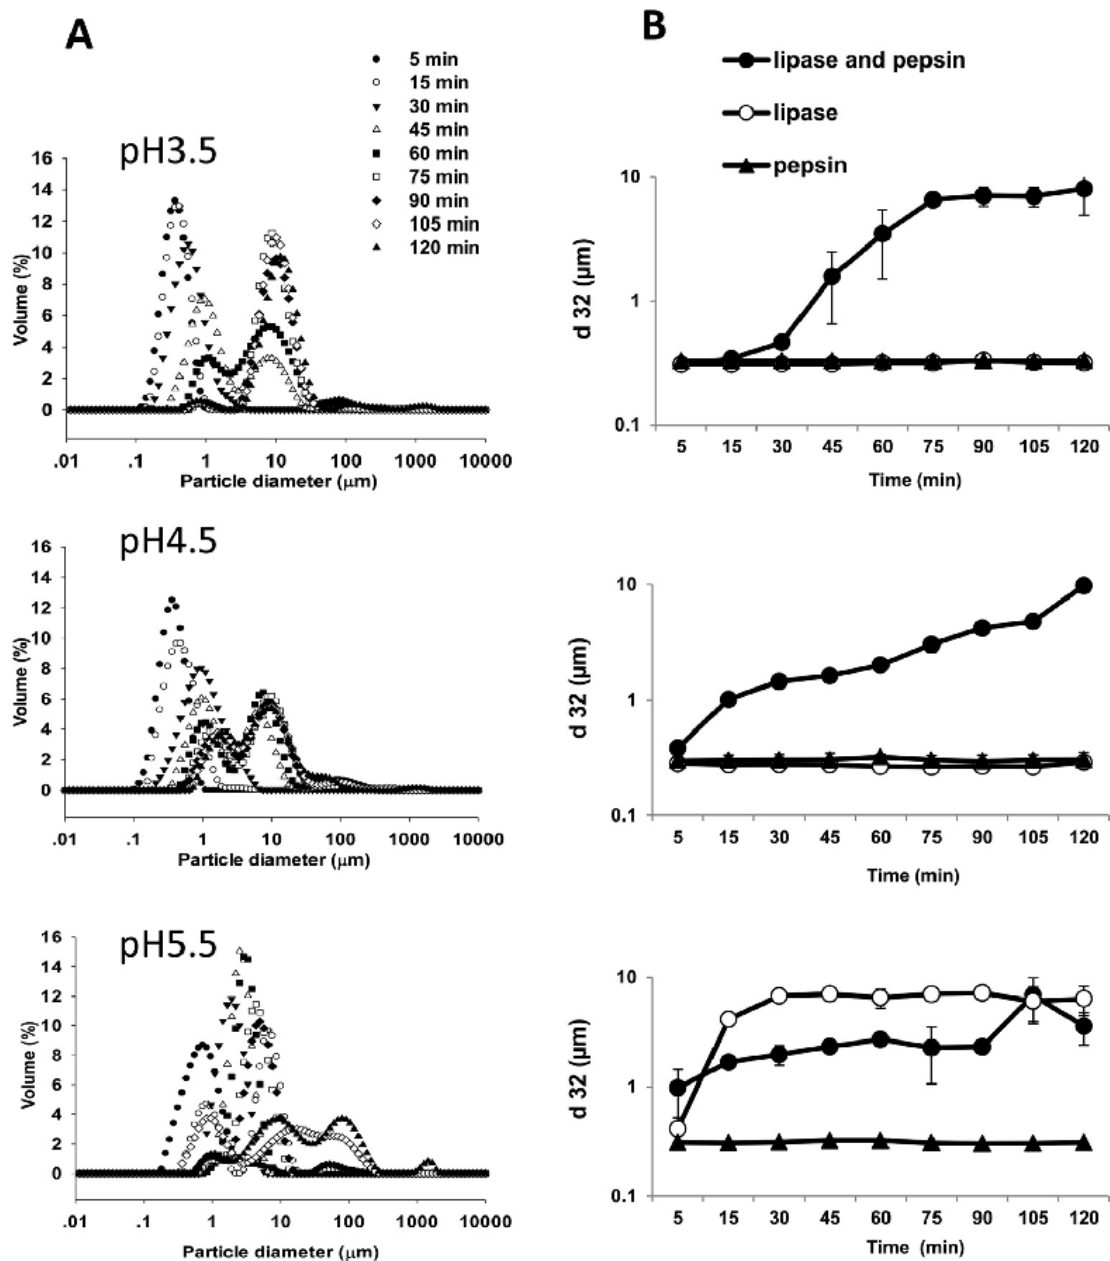 A
5 min
15 min
30 min
45 min
60 min
75 min
90 min
105 min
120 min
pH3.5
Volume (%)
16
14
12
10
8
6
4
2
0
.01 .1 1 10 100 1000 10000
Particle diameter (μm)
pH4.5
Volume (%)
16
14
12
10
8
6
4
2
0
.01 .1 1 10 100 1000 10000
Particle diameter (μm)
pH5.5
Volume (%)
16
14
12
10
8
6
4
2
0
.01 .1 1 10 100 1000 10000
Particle diameter (μm)
B
lipase and pepsin
lipase
pepsin
d 32 (μm)
10
1
0.1
5 15 30 45 60 75 90 105 120
Time (min)
d 32 (μm)
10
1
0.1
5 15 30 45 60 75 90 105 120
Time (min)
d 32 (μm)
10
1
0.1
5 15 30 45 60 75 90 105 120
Time (min)